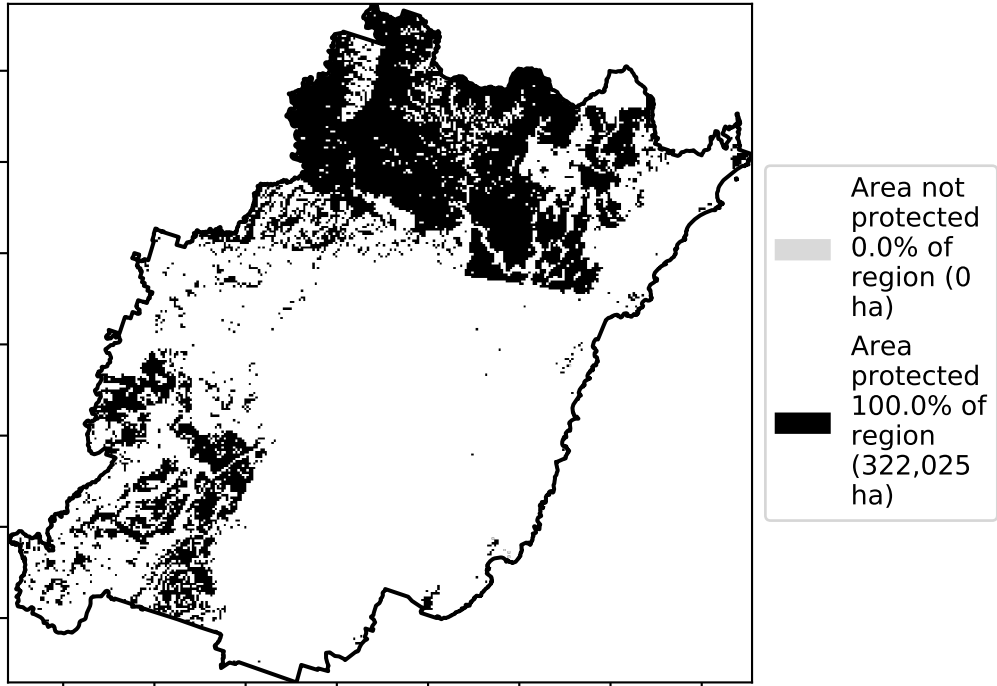 Area not
protected
0.0% of
region (0
ha)
Area
protected
100.0% of
region
(322,025
ha)